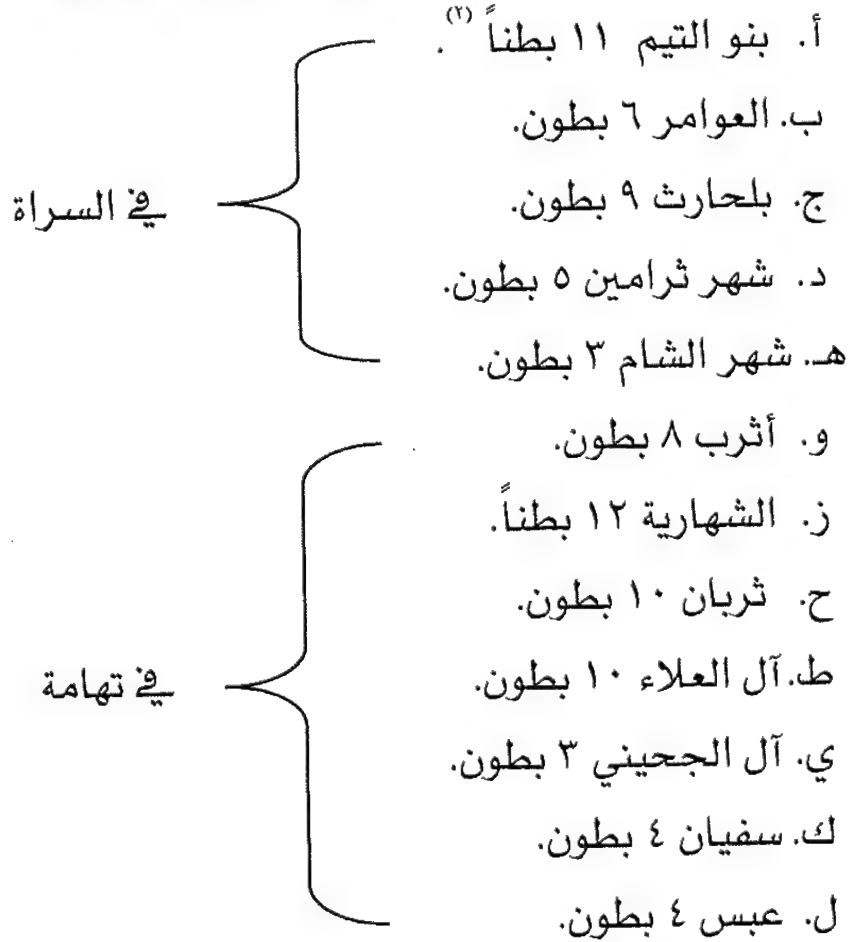 أ. بنو التيم ١١ بطناً (٢).
ب. العوامر ٦ بطون.
ج. بلحارث ٩ بطون.
في السراة
د. شهر ثرامين ٥ بطون.
هـ. شهر الشام ٣ بطون.
و. أثرب ٨ بطون.
ز. الشهارية ١٢ بطناً.
ح. ثربان ١٠ بطون.
ط. آل العلاء ١٠ بطون.
في تهامة
ي. آل الجحيني ٣ بطون.
ك. سفيان ٤ بطون.
ل. عبس ٤ بطون.